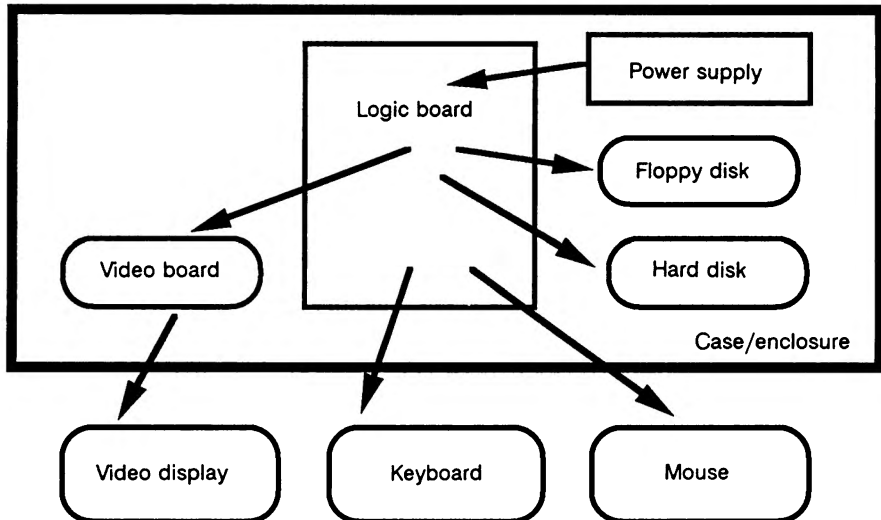 Power supply
Logic board
Floppy disk
Video board
Hard disk
Case/enclosure
Video display
Keyboard
Mouse